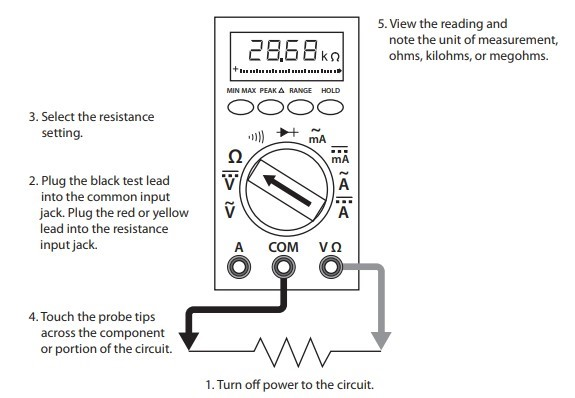 28.68 kΩ
+
MIN MAX PEAK Δ RANGE HOLD
Ω
V
V
~
mA
mA
A
A
A COM V Ω
5. View the reading and
note the unit of measurement,
ohms, kilohms, or megohms.
3. Select the resistance
setting.
2. Plug the black test lead
into the common input
jack. Plug the red or yellow
lead into the resistance
input jack.
4. Touch the probe tips
across the component
or portion of the circuit.
1. Turn off power to the circuit.